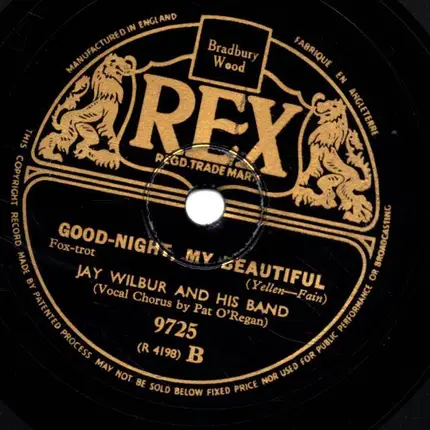 MANUFACTURED IN ENGLAND
Bradbury
Wood
FABRIQUE EN ANGLETERRE
REX
REGD. TRADE MARK
GOOD-NIGHT, MY BEAUTIFUL
Fox-trot
(Yellen—Fain)
JAY WILBUR AND HIS BAND
(Vocal Chorus by Pat O'Regan)
9725
(R 4198) B
THIS COPYRIGHT RECORD MADE BY PATENTED PROCESS MAY NOT BE SOLD BELOW FIXED PRICE NOR USED FOR PUBLIC PERFORMANCE OR BROADCASTING